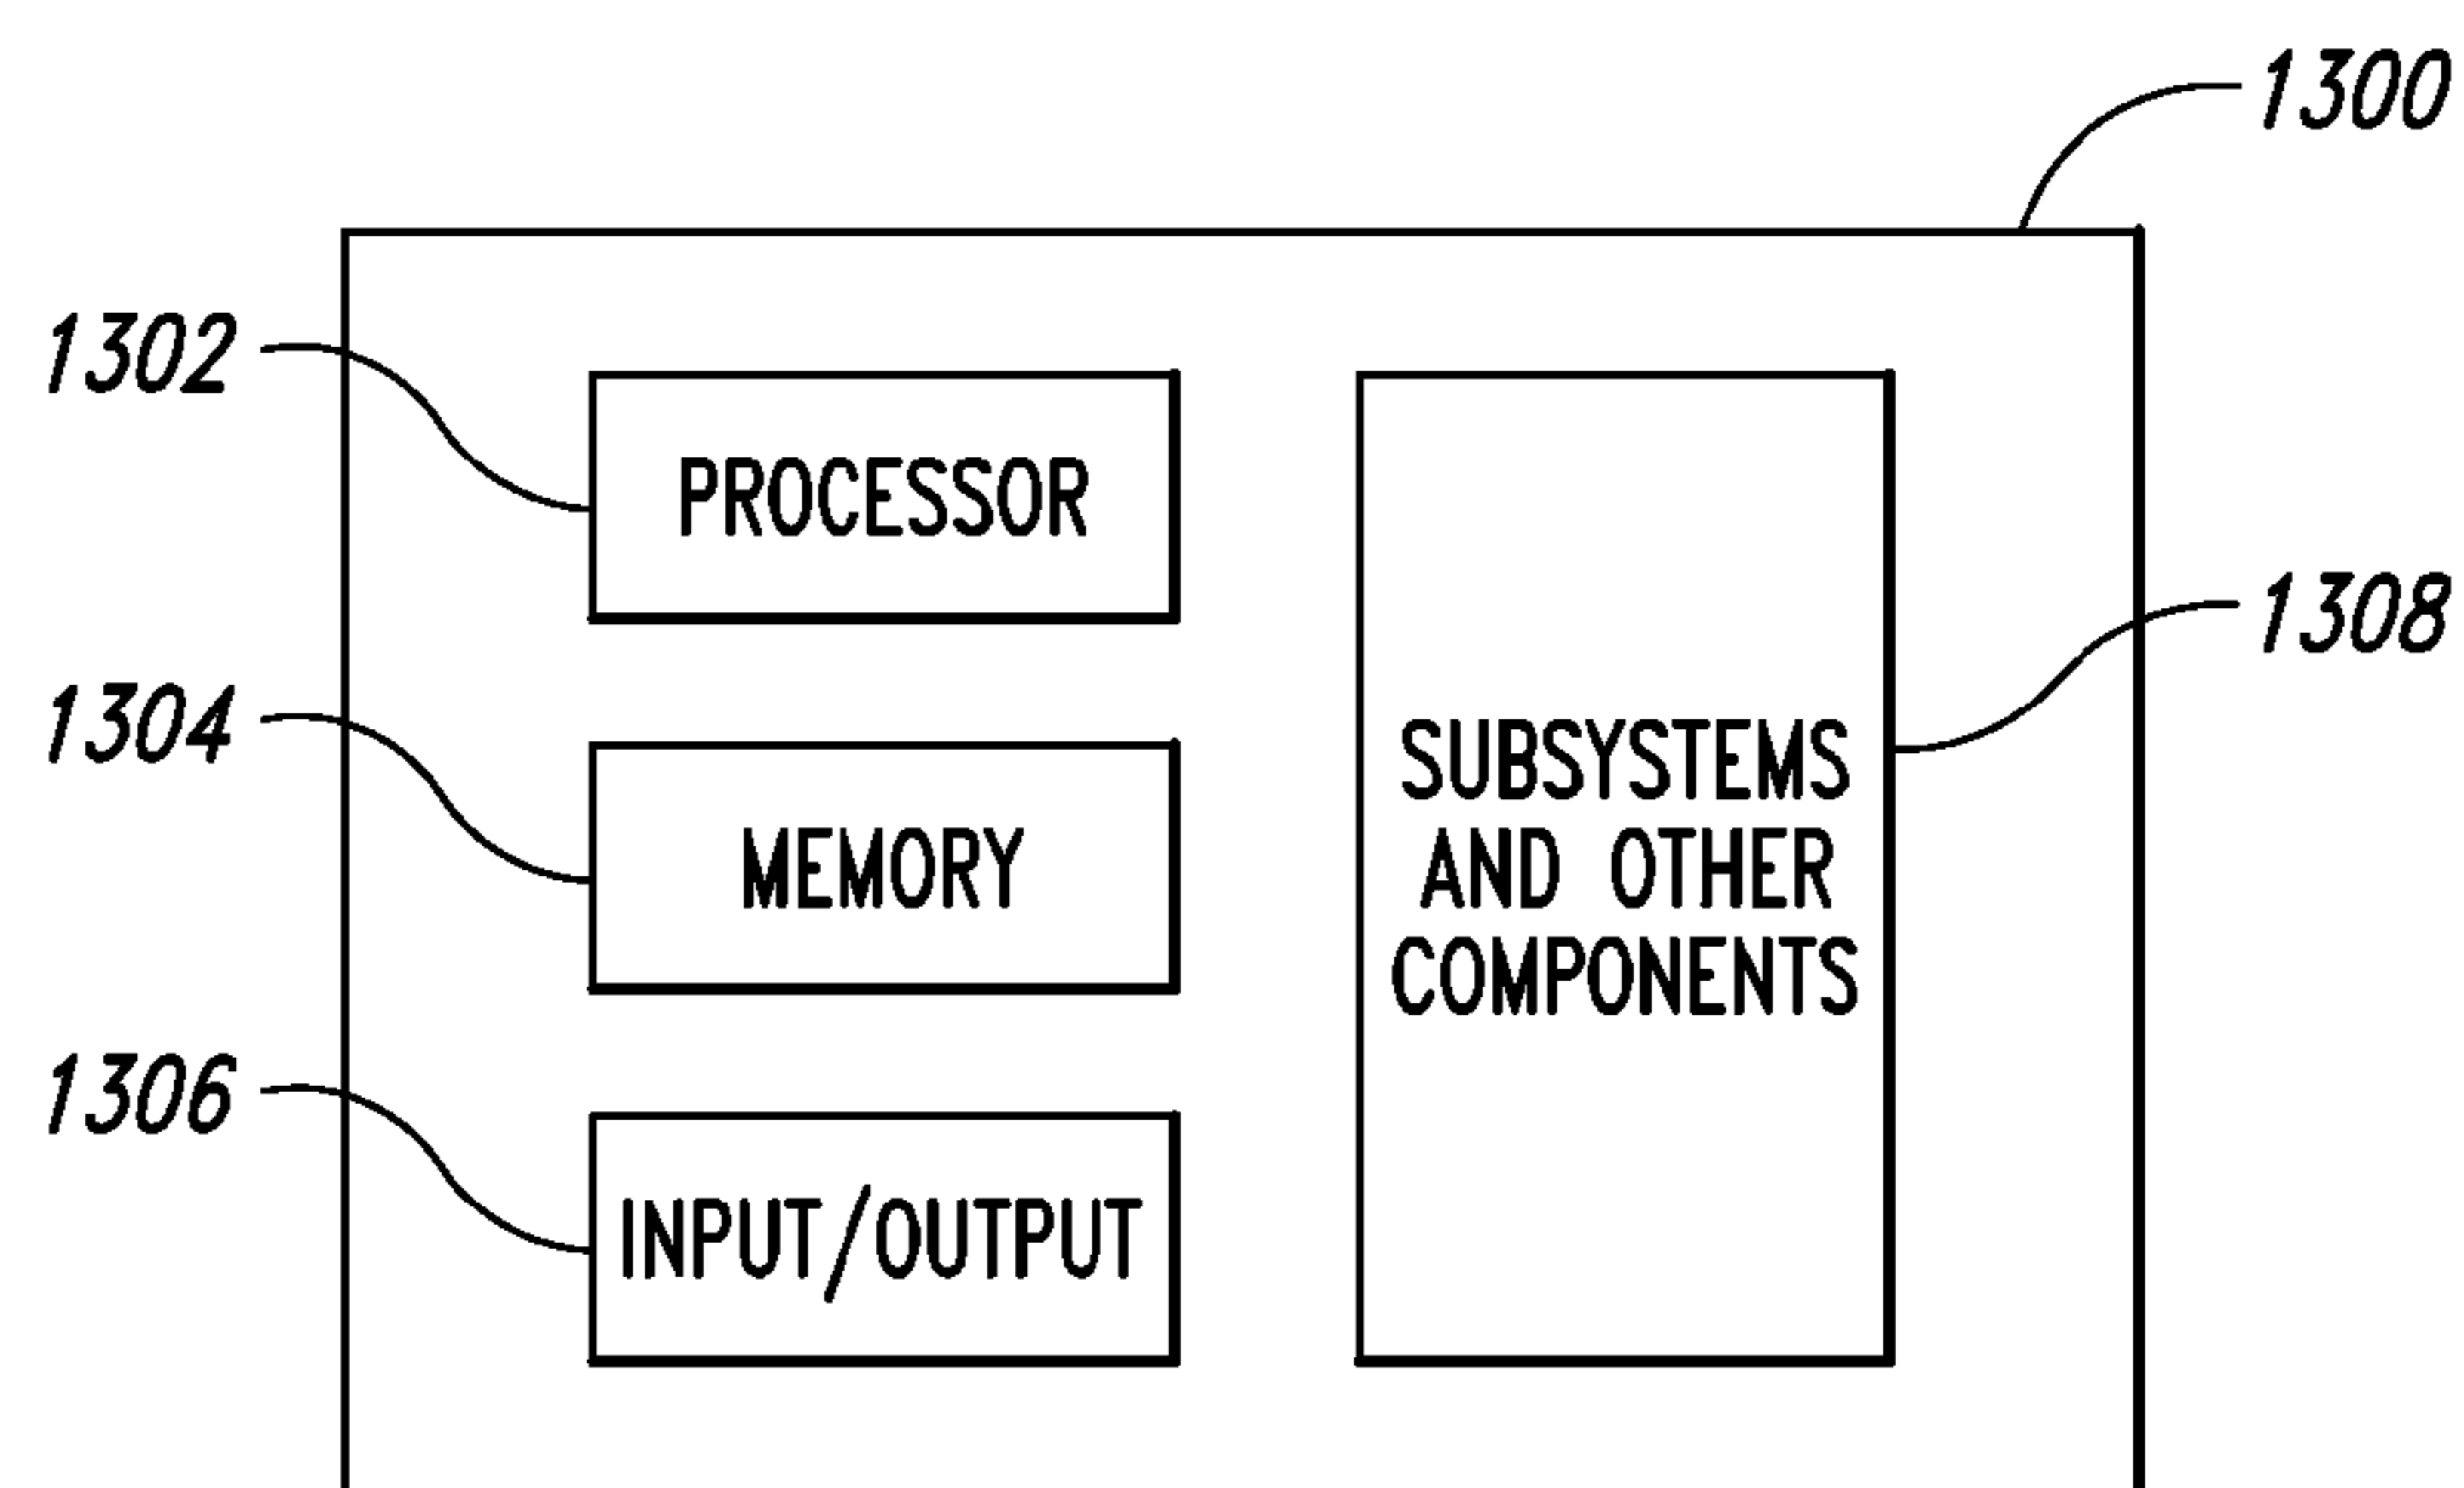 1300
1302
PROCESSOR
1308
1304
MEMORY
SUBSYSTEMS
AND OTHER
COMPONENTS
1306
INPUT/OUTPUT